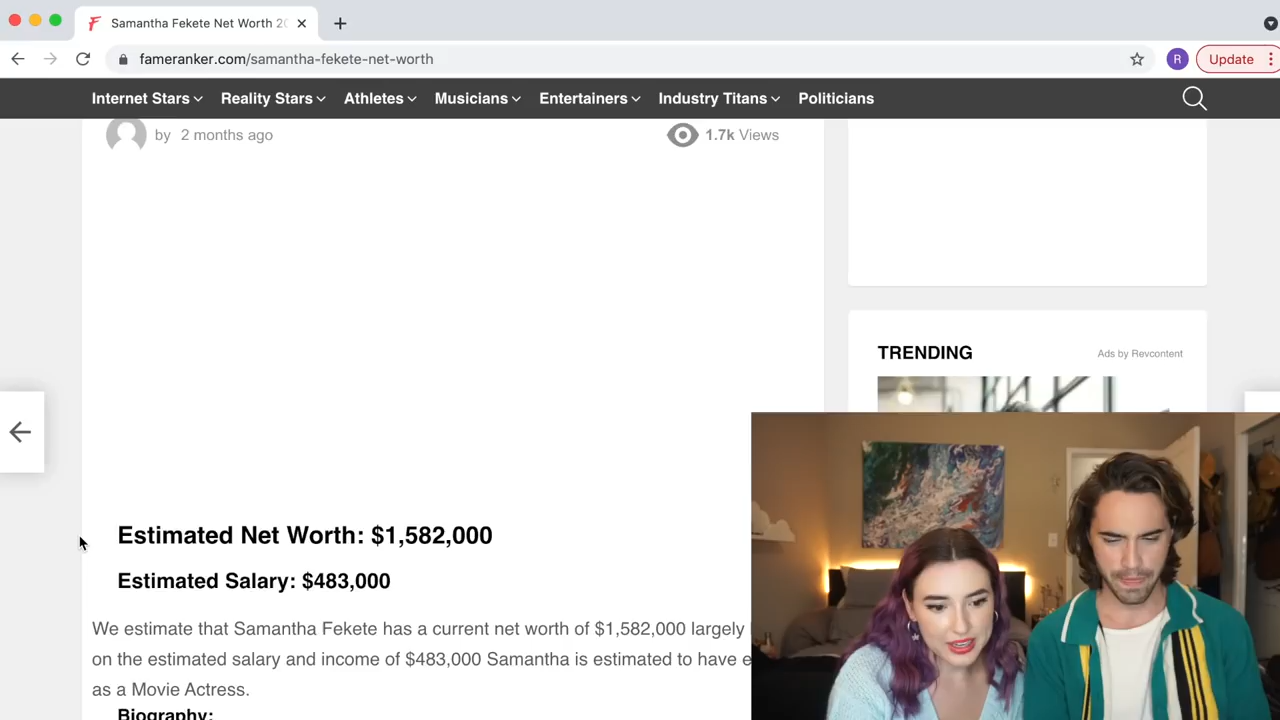 Samantha Fekete Net Worth 20
fameranker.com/samantha-fekete-net-worth
R
Update
Internet Stars Reality Stars Athletes Musicians Entertainers Industry Titans Politicians
by 2 months ago
1.7k Views
TRENDING
Ads by Revcontent
Estimated Net Worth: $1,582,000
Estimated Salary: $483,000
We estimate that Samantha Fekete has a current net worth of $1,582,000 largely
on the estimated salary and income of $483,000 Samantha is estimated to have e
as a Movie Actress.
Biography: